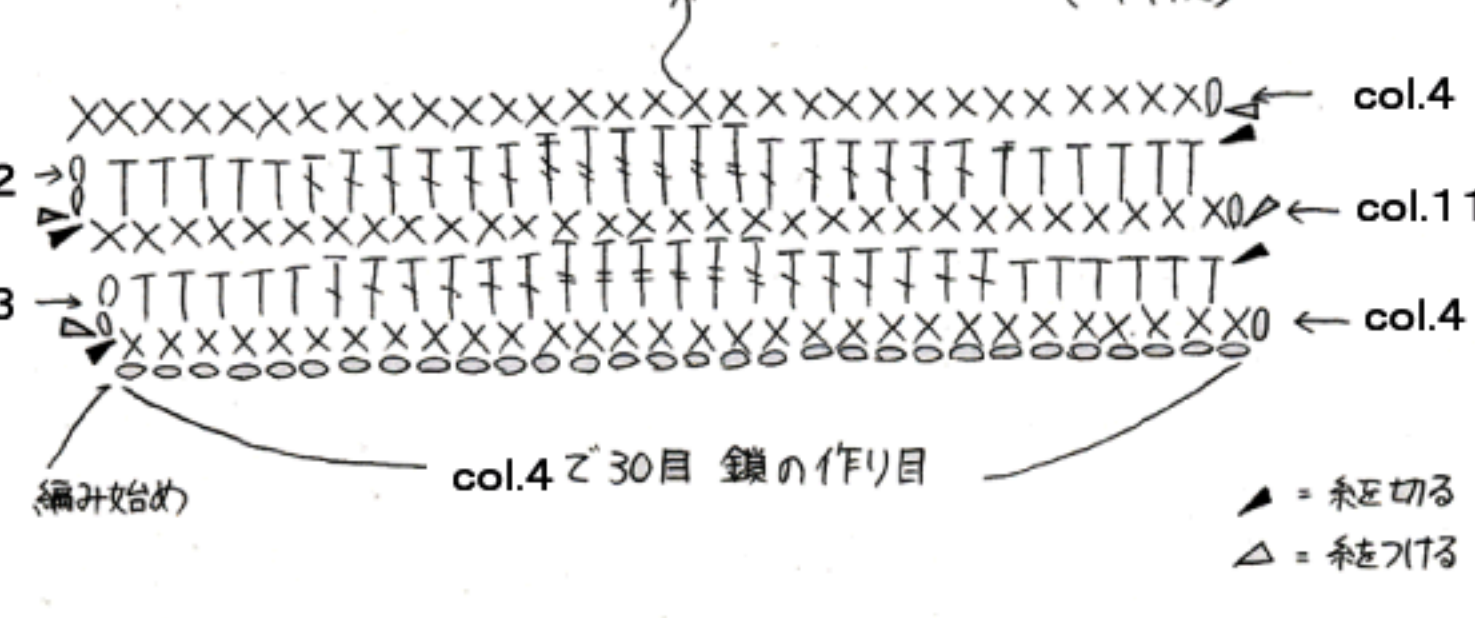 col.4
2 →
col.11
3 →
col.4
編み始め
col.4で30目 鎖の作り目
= 糸を切る
= 糸をつける